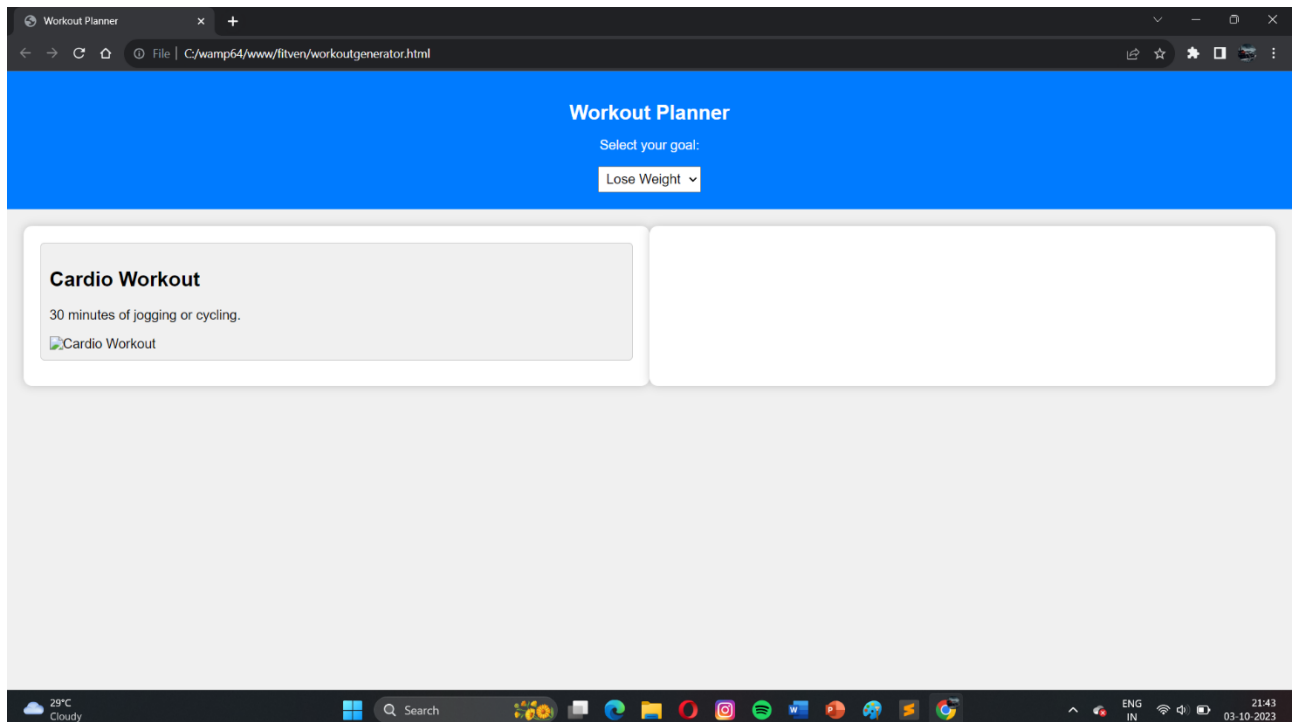 Workout Planner
File
C:/wamp64/www/fitven/workoutgenerator.html
Workout Planner
Select your goal:
Lose Weight
Cardio Workout
30 minutes of jogging or cycling.
Cardio Workout
29°C
Cloudy
Search
ENG
IN
21:43
03-10-2023